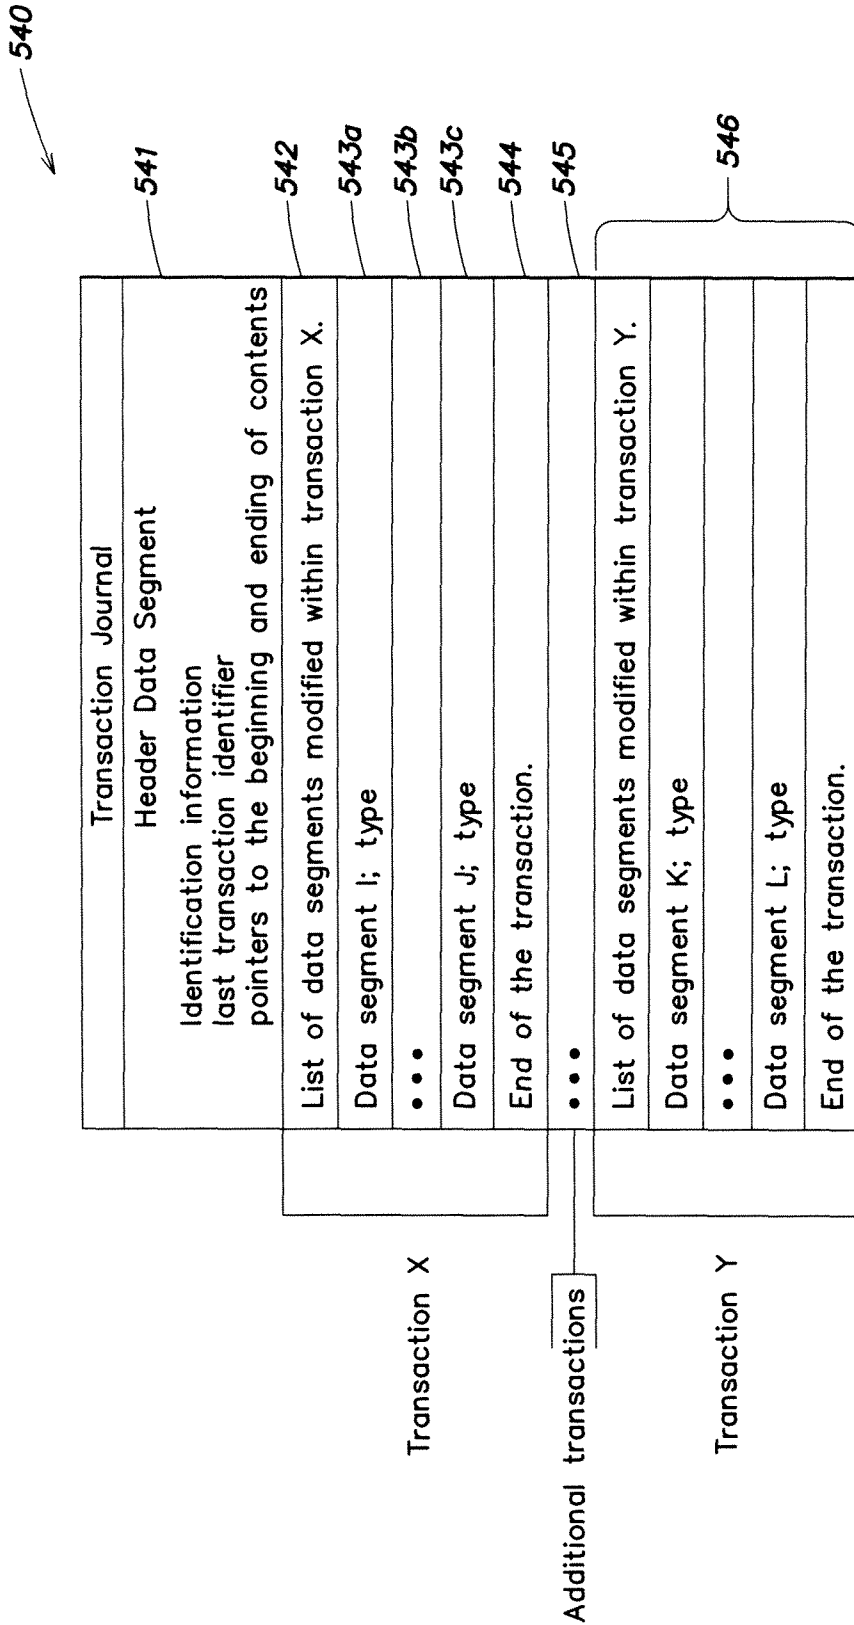 540
Transaction Journal
541
Header Data Segment
Identification information
last transaction identifier
pointers to the beginning and ending of contents
Transaction X
List of data segments modified within transaction X.
542
Data segment I; type
543a
•••
543b
Data segment J; type
543c
End of the transaction.
544
Additional transactions
•••
545
Transaction Y
List of data segments modified within transaction Y.
Data segment K; type
•••
546
Data segment L; type
End of the transaction.